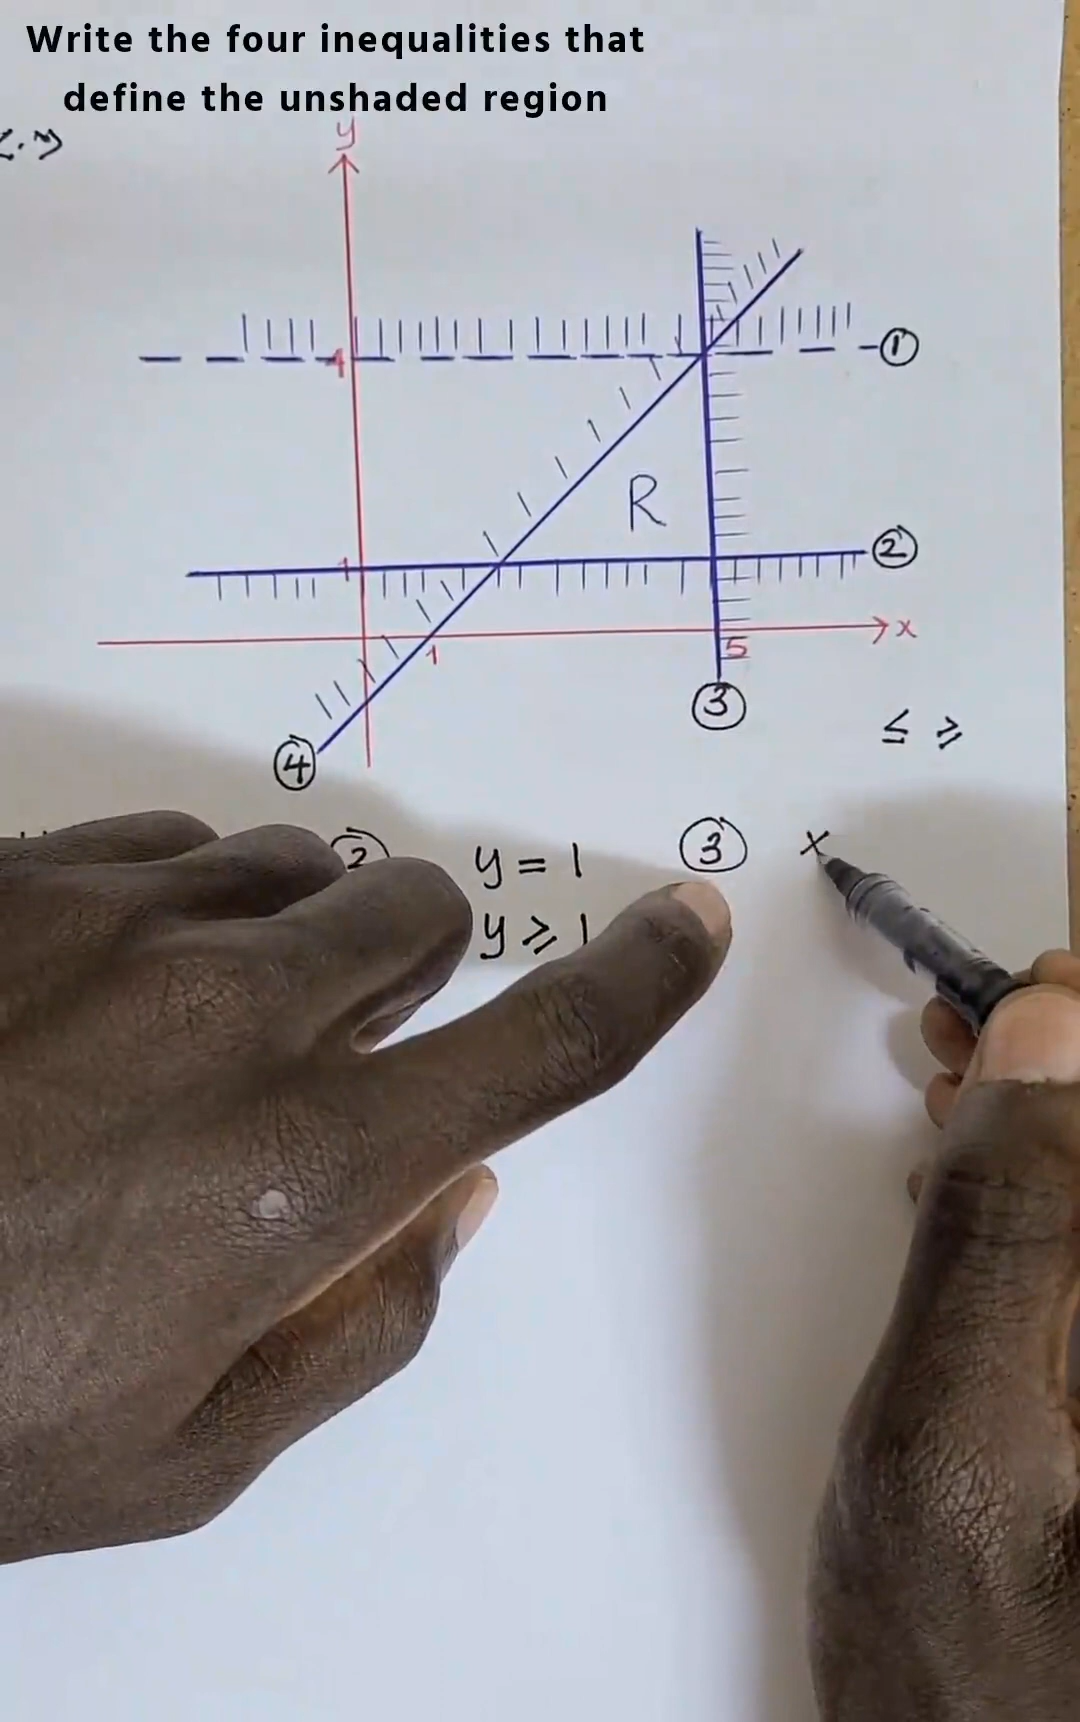 Write the four inequalities that
define the unshaded region
y
4
①
R
1
②
x
1
5
③
≤ ≥
④
②
y = 1
③
x
y ≥ 1